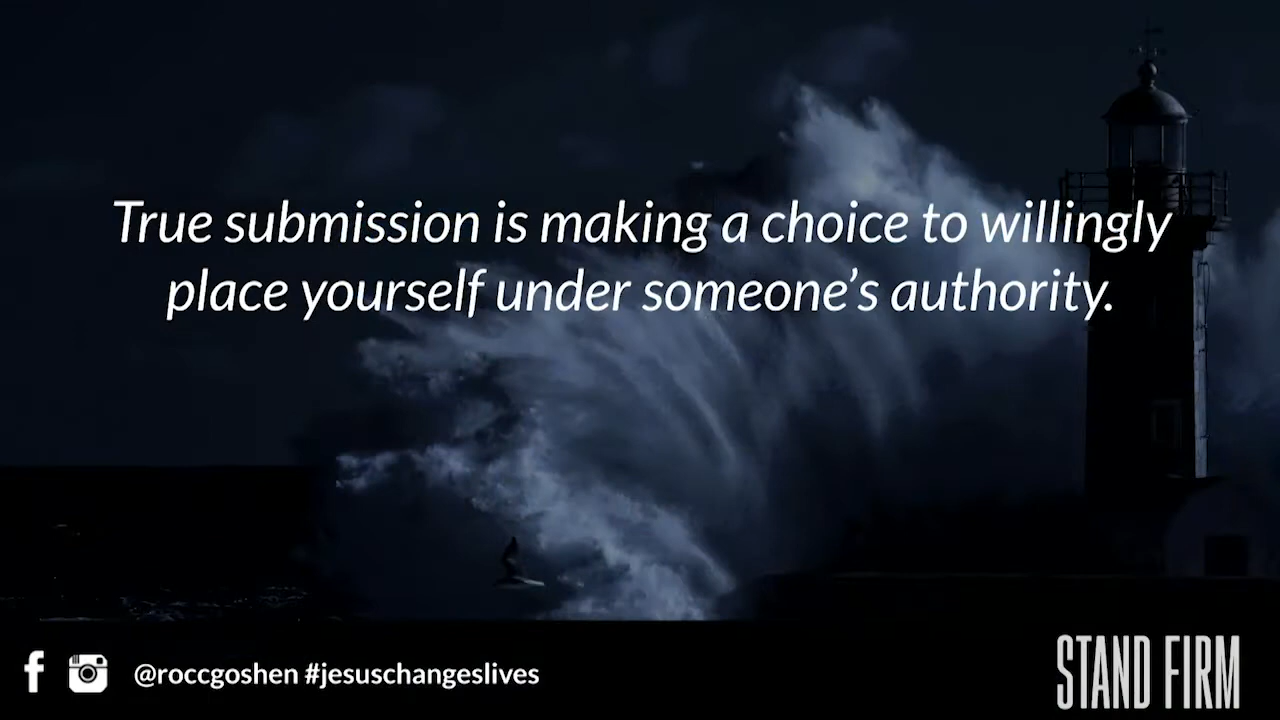 True submission is making a choice to willingly
place yourself under someone’s authority.
@roccgoshen #jesuschangeslives
STAND FIRM